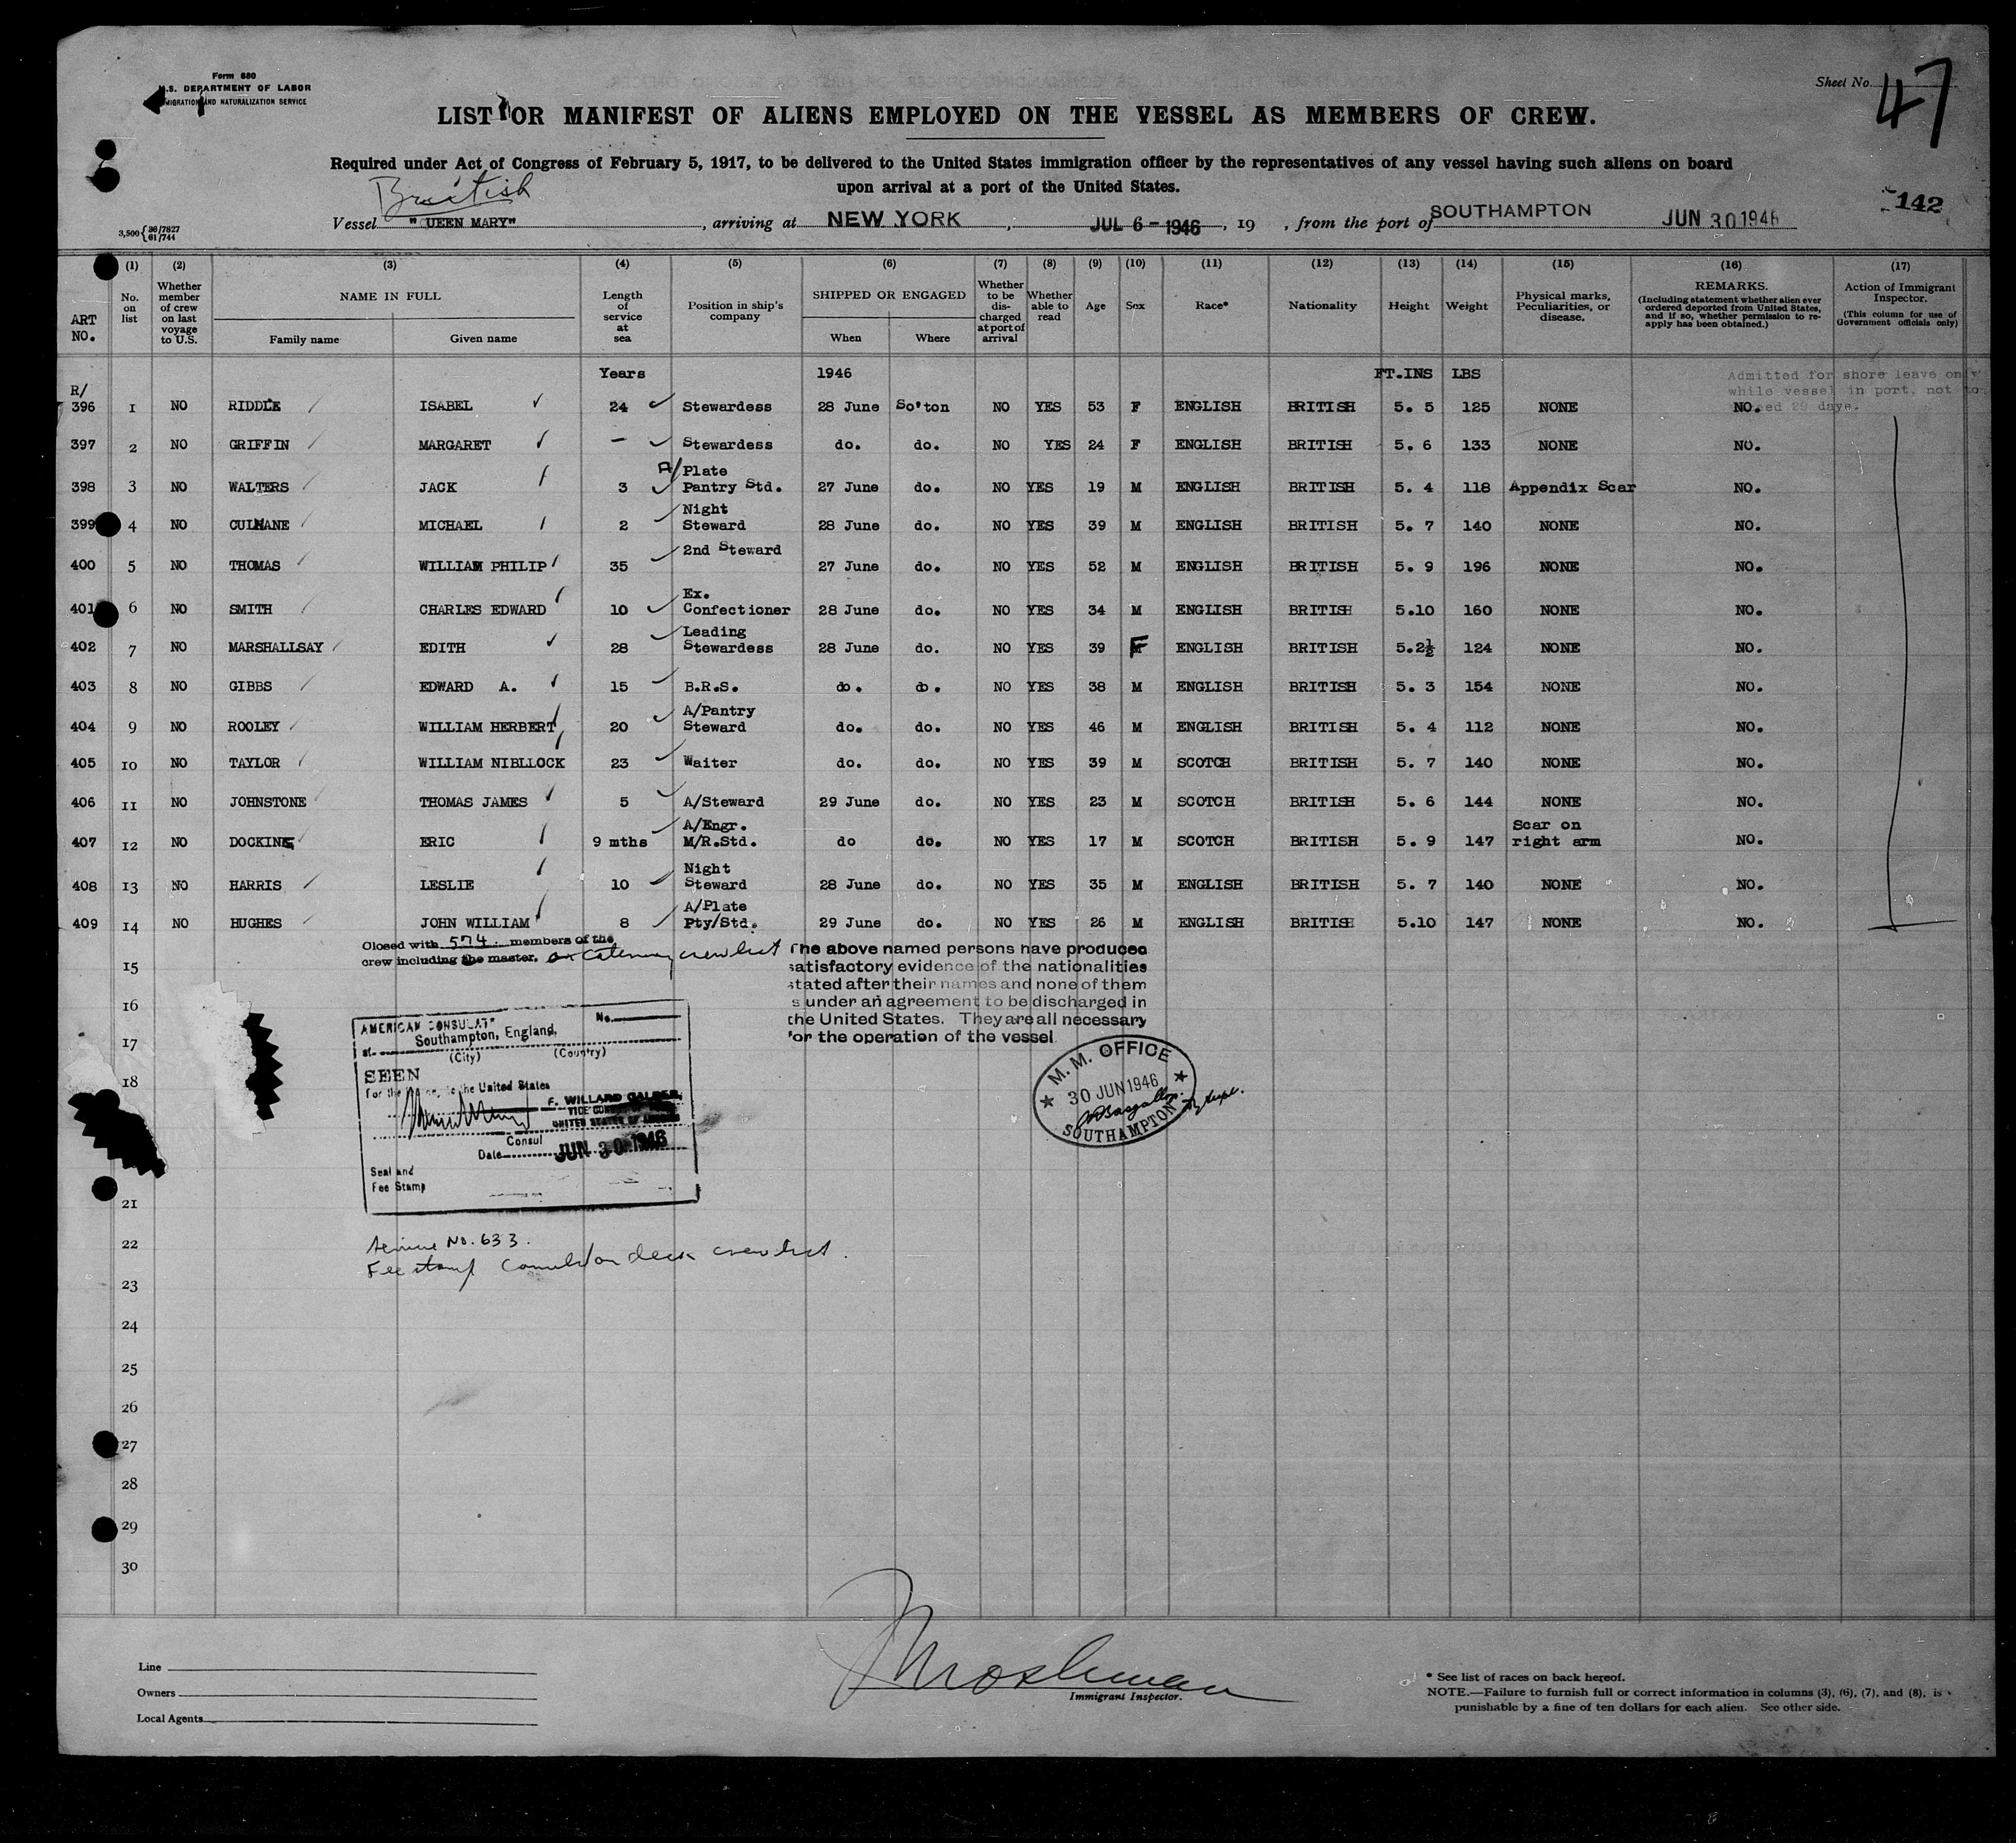 Form 680
U.S. DEPARTMENT OF LABOR
IMMIGRATION AND NATURALIZATION SERVICE
Sheet No. 47
LIST OR MANIFEST OF ALIENS EMPLOYED ON THE VESSEL AS MEMBERS OF CREW.
Required under Act of Congress of February 5, 1917, to be delivered to the United States immigration officer by the representatives of any vessel having such aliens on board
upon arrival at a port of the United States.
British
142
3,500 {36/7827 61/744
Vessel " UEEN MARY" , arriving at NEW YORK , JUL 6 - 1946 , 19 , from the port of SOUTHAMPTON JUN 30 1946
(1) (2) (3) (4) (5) (6) (7) (8) (9) (10) (11) (12) (13) (14) (15) (16) (17)
ART NO. No. on list Whether member of crew on last voyage to U.S. NAME IN FULL Family name Given name Length of service at sea Position in ship's company SHIPPED OR ENGAGED When Where Whether to be discharged at port of arrival Whether able to read Age Sex Race* Nationality Height Weight Physical marks, Peculiarities, or disease. REMARKS. (Including statement whether alien ever ordered deported from United States, and if so, whether permission to re-apply has been obtained.) Action of Immigrant Inspector. (This column for use of Government officials only)
Years 1946 FT.INS LBS
Admitted for shore leave only
while vessel in port, not to
ed 29 days.
R/
396 1 NO RIDDLE ISABEL 24 Stewardess 28 June So'ton NO YES 53 F ENGLISH BRITISH 5. 5 125 NONE NO.
397 2 NO GRIFFIN MARGARET - Stewardess do. do. NO YES 24 F ENGLISH BRITISH 5. 6 133 NONE NO.
398 3 NO WALTERS JACK 3 A/ Plate Pantry Std. 27 June do. NO YES 19 M ENGLISH BRITISH 5. 4 118 Appendix Scar NO.
399 4 NO CULHANE MICHAEL 2 Night Steward 28 June do. NO YES 39 M ENGLISH BRITISH 5. 7 140 NONE NO.
400 5 NO THOMAS WILLIAM PHILIP 35 2nd Steward 27 June do. NO YES 52 M ENGLISH BRITISH 5. 9 196 NONE NO.
401 6 NO SMITH CHARLES EDWARD 10 Ex. Confectioner 28 June do. NO YES 34 M ENGLISH BRITISH 5.10 160 NONE NO.
402 7 NO MARSHALLSAY EDITH 28 Leading Stewardess 28 June do. NO YES 39 F ENGLISH BRITISH 5.2½ 124 NONE NO.
403 8 NO GIBBS EDWARD A. 15 B.R.S. do. do. NO YES 38 M ENGLISH BRITISH 5. 3 154 NONE NO.
404 9 NO ROOLEY WILLIAM HERBERT 20 A/Pantry Steward do. do. NO YES 46 M ENGLISH BRITISH 5. 4 112 NONE NO.
405 10 NO TAYLOR WILLIAM NIBLLOCK 23 Waiter do. do. NO YES 39 M SCOTCH BRITISH 5. 7 140 NONE NO.
406 11 NO JOHNSTONE THOMAS JAMES 5 A/Steward 29 June do. NO YES 23 M SCOTCH BRITISH 5. 6 144 NONE NO.
407 12 NO DOCKING ERIC 9 mths A/Engr. M/R.Std. do do. NO YES 17 M SCOTCH BRITISH 5. 9 147 Scar on right arm NO.
408 13 NO HARRIS LESLIE 10 Night Steward 28 June do. NO YES 35 M ENGLISH BRITISH 5. 7 140 NONE NO.
409 14 NO HUGHES JOHN WILLIAM 8 A/Plate Pty/Std. 29 June do. NO YES 26 M ENGLISH BRITISH 5.10 147 NONE NO.
Closed with 574 members of the
crew including the master. on catering crew list
The above named persons have produced
satisfactory evidence of the nationalities
stated after their names and none of them
s under an agreement to be discharged in
the United States. They are all necessary
for the operation of the vessel
15
16
17
18
AMERICAN CONSULAT
No.
at Southampton, England,
(City) (Country)
SEEN
for the to the United States
F. WILLARD CALDER,
VICE CONSUL
UNITED STATES OF AMERICA
Consul
Date JUN 30 1946
Seal and
Fee Stamp
M. M. OFFICE
30 JUN 1946
SOUTHAMPTON
21
22
Service No. 633.
Fee stamp deck crew list.
23
24
25
26
27
28
29
30
Line
Owners
Local Agents
Immigrant Inspector.
* See list of races on back hereof.
NOTE.—Failure to furnish full or correct information in columns (3), (6), (7), and (8), is
punishable by a fine of ten dollars for each alien. See other side.